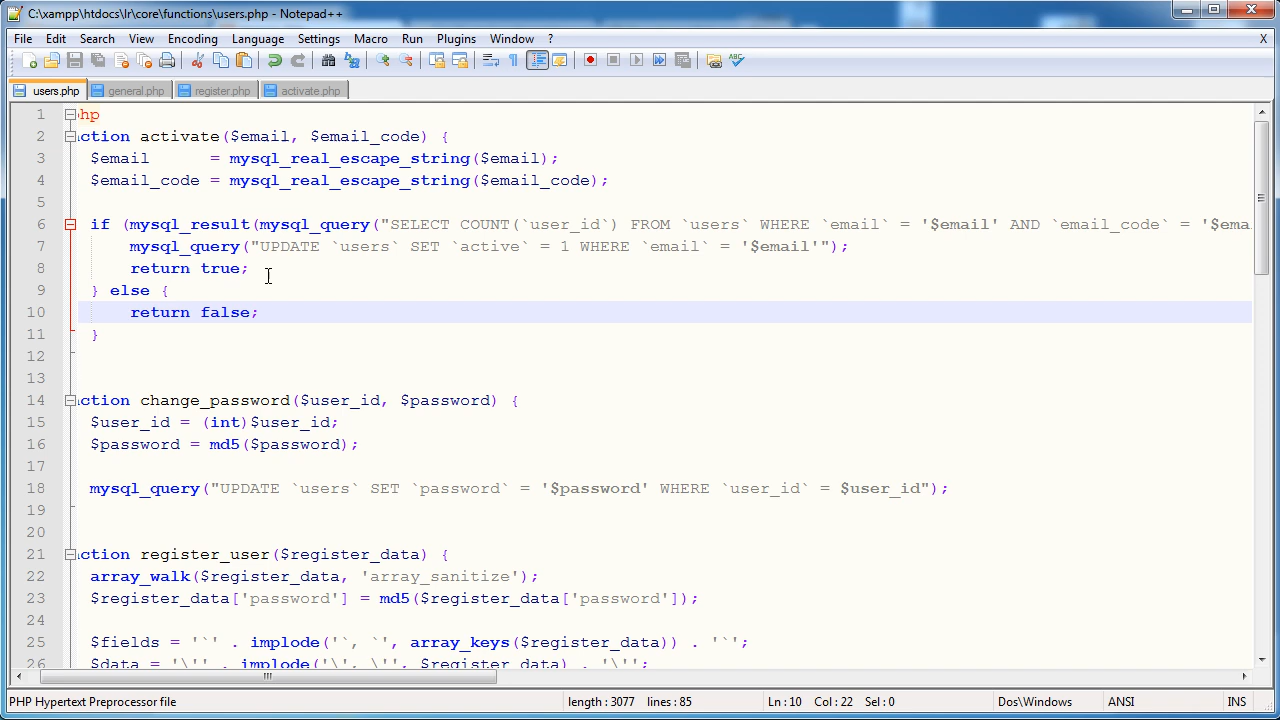 C:\xampp\htdocs\lr\core\functions\users.php - Notepad++
File Edit Search View Encoding Language Settings Macro Run Plugins Window ? X
users.php general.php register.php activate.php
1 hp
2 ction activate($email, $email_code) {
3 $email = mysql_real_escape_string($email);
4 $email_code = mysql_real_escape_string($email_code);
5
6 if (mysql_result(mysql_query("SELECT COUNT(`user_id`) FROM `users` WHERE `email` = '$email' AND `email_code` = '$ema
7 mysql_query("UPDATE `users` SET `active` = 1 WHERE `email` = '$email'");
8 return true;
9 } else {
10 return false;
11 }
12
13
14 ction change_password($user_id, $password) {
15 $user_id = (int)$user_id;
16 $password = md5($password);
17
18 mysql_query("UPDATE `users` SET `password` = '$password' WHERE `user_id` = $user_id");
19
20
21 ction register_user($register_data) {
22 array_walk($register_data, 'array_sanitize');
23 $register_data['password'] = md5($register_data['password']);
24
25 $fields = '`' . implode('`, `', array_keys($register_data)) . '`';
26 $data = '\'' . implode('\', \'', $register_data) . '\'';
PHP Hypertext Preprocessor file length : 3077 lines : 85 Ln : 10 Col : 22 Sel : 0 Dos\Windows ANSI INS